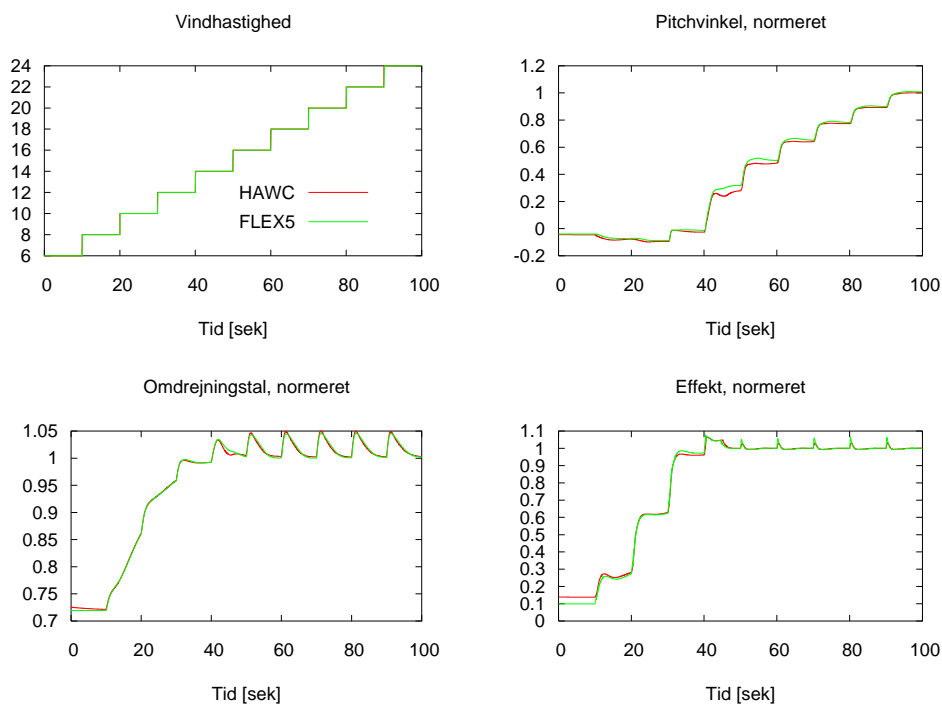 Vindhastighed
24
22
20
18
16
14
12
10
8
6
HAWC
FLEX5
0 20 40 60 80 100
Tid [sek]
Pitchvinkel, normeret
1.2
1
0.8
0.6
0.4
0.2
0
-0.2
0 20 40 60 80 100
Tid [sek]
Omdrejningstal, normeret
1.05
1
0.95
0.9
0.85
0.8
0.75
0.7
0 20 40 60 80 100
Tid [sek]
Effekt, normeret
1.1
1
0.9
0.8
0.7
0.6
0.5
0.4
0.3
0.2
0.1
0
0 20 40 60 80 100
Tid [sek]